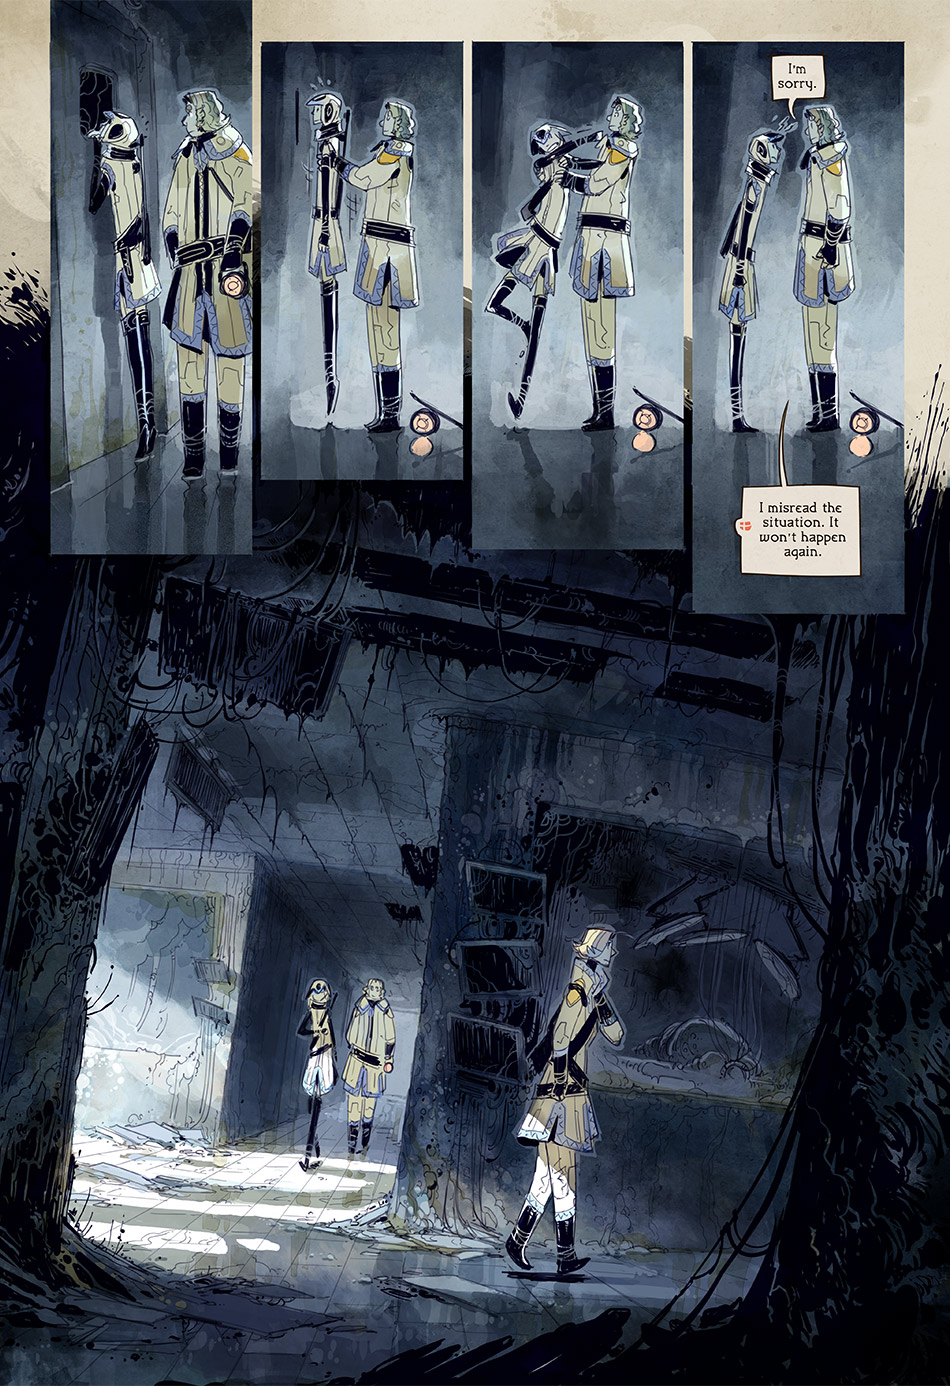 I'm
sorry.
I misread the
situation. It
won't happen
again.